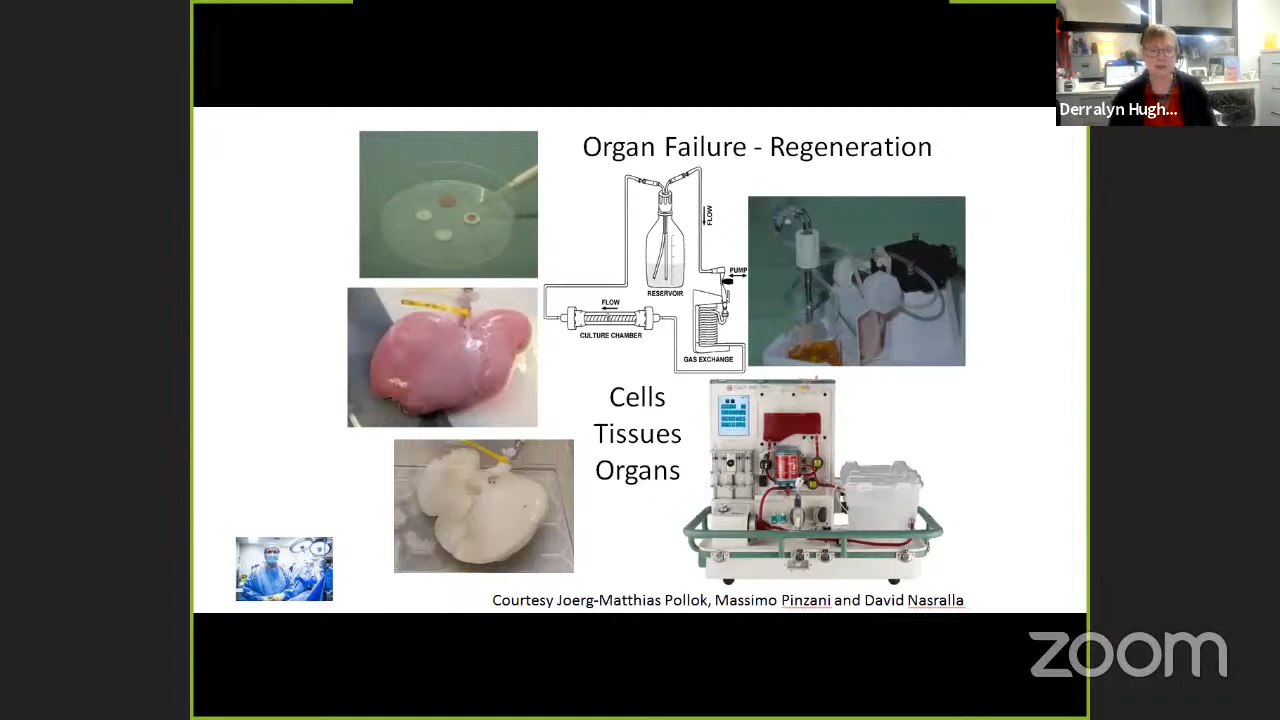 Derralyn Hugh...
Organ Failure - Regeneration
FLOW
PUMP
RESERVOIR
FLOW
CULTURE CHAMBER
GAS EXCHANGE
Cells
Tissues
Organs
Courtesy Joerg-Matthias Pollok, Massimo Pinzani and David Nasralla
zoom